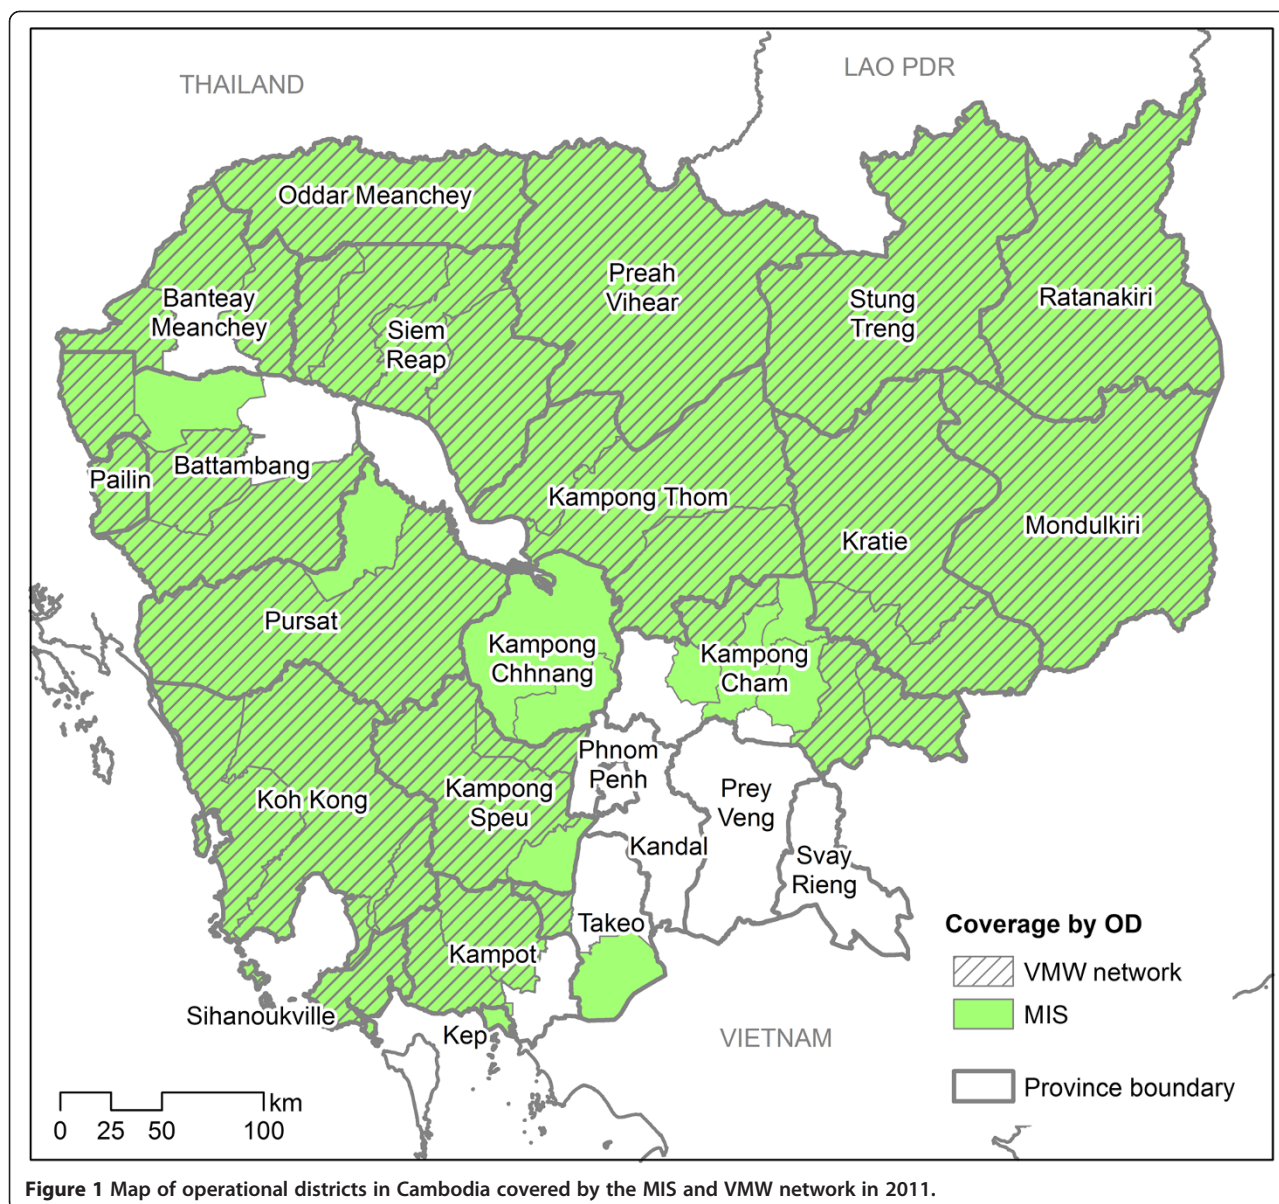 THAILAND
LAO PDR
Oddar Meanchey
Preah
Vihear
Stung
Treng
Ratanakiri
Banteay
Meanchey
Siem
Reap
Battambang
Pailin
Kampong Thom
Kratie
Mondulkiri
Pursat
Kampong
Chhnang
Kampong
Cham
Phnom
Penh
Kampong
Speu
Koh Kong
Prey
Veng
Kandal
Svay
Rieng
Takeo
Kampot
Sihanoukville
Kep
VIETNAM
Coverage by OD
VMW network
MIS
Province boundary
km
0 25 50 100
Figure 1 Map of operational districts in Cambodia covered by the MIS and VMW network in 2011.